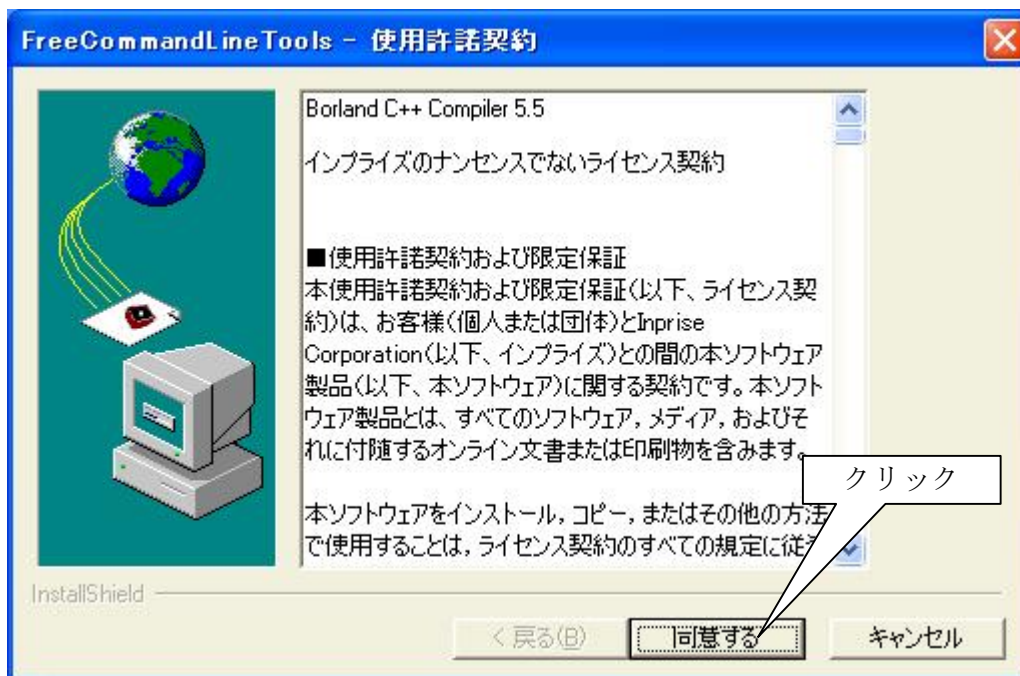 FreeCommandLineTools - 使用許諾契約
Borland C++ Compiler 5.5
インプライズのナンセンスでないライセンス契約
■使用許諾契約および限定保証
本使用許諾契約および限定保証(以下、ライセンス契
約)は、お客様(個人または団体)とInprise
Corporation(以下、インプライズ)との間の本ソフトウェア
製品(以下、本ソフトウェア)に関する契約です。本ソフト
ウェア製品とは、すべてのソフトウェア，メディア，およびそ
れに付随するオンライン文書または印刷物を含みます。
クリック
本ソフトウェアをインストール，コピー，またはその他の方法
で使用することは，ライセンス契約のすべての規定に従う
InstallShield
< 戻る(B)
同意する
キャンセル